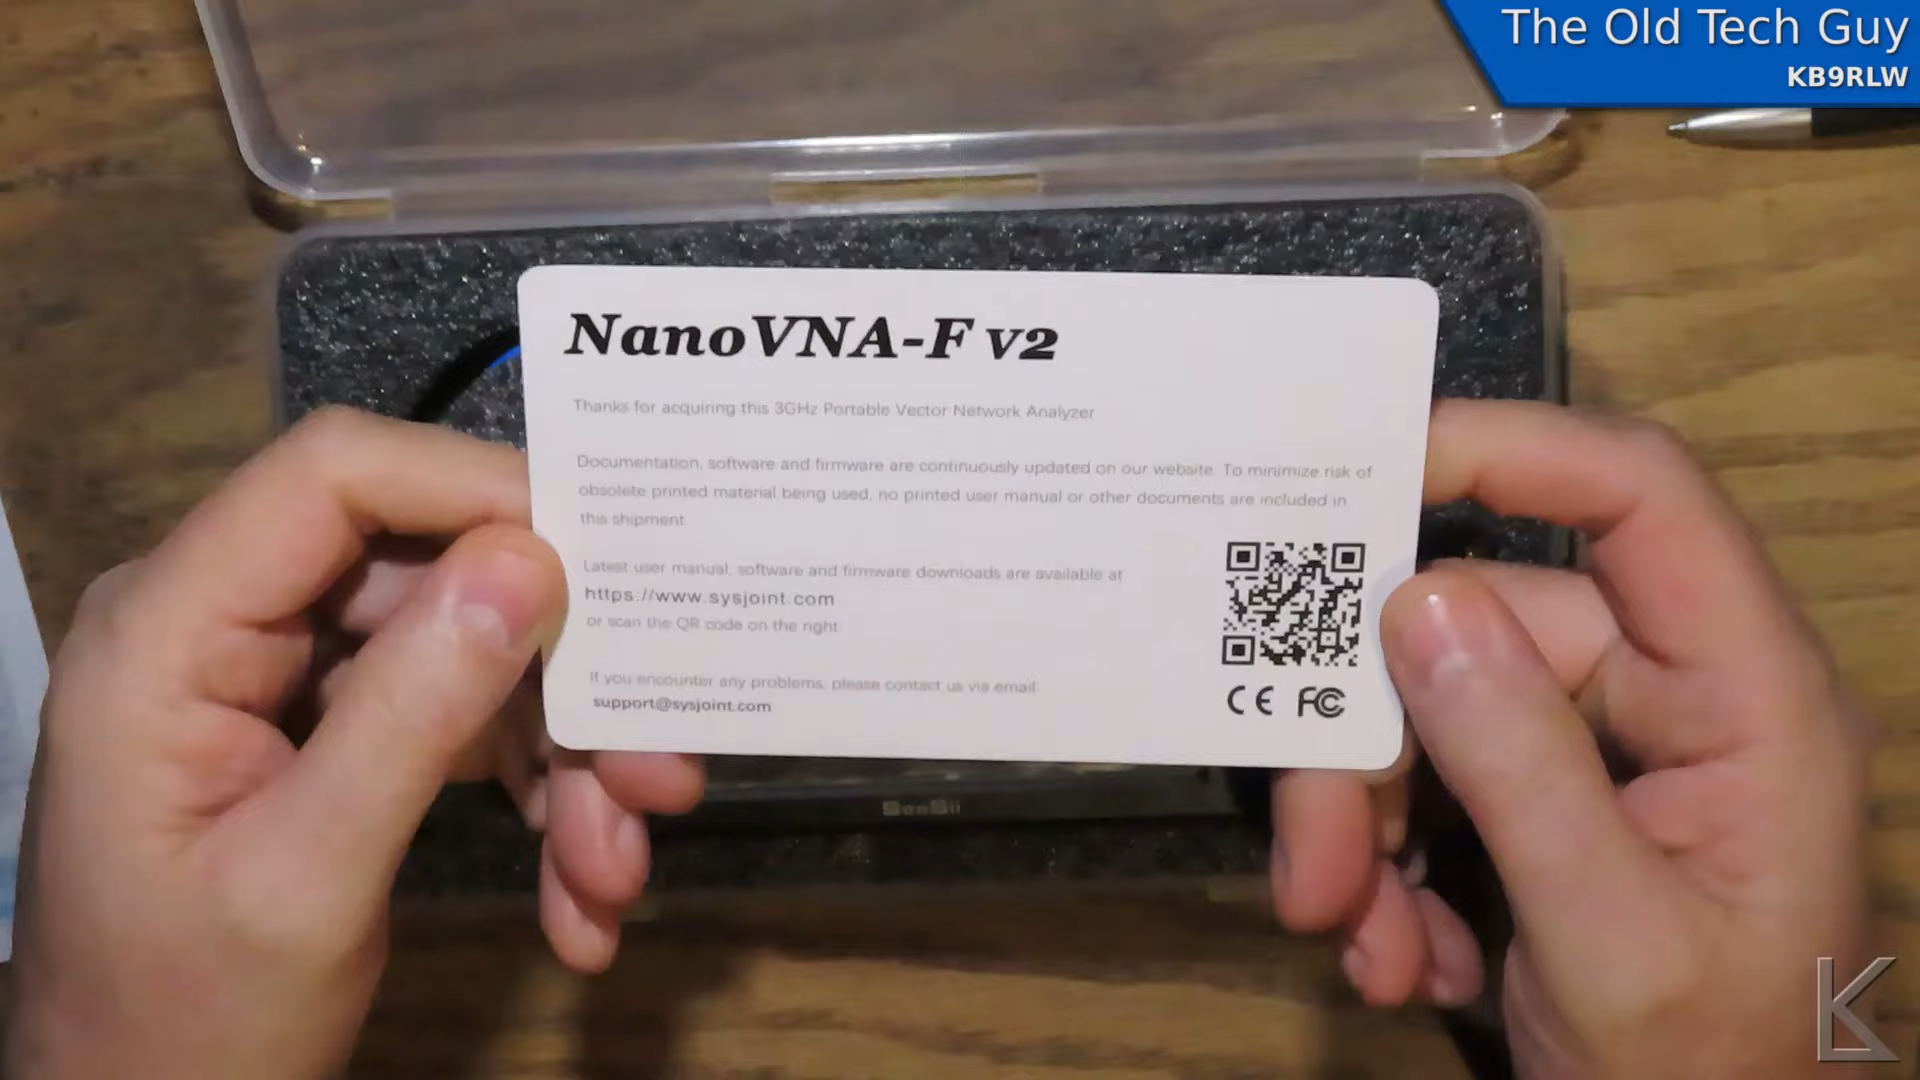 The Old Tech Guy
KB9RLW
NanoVNA-F V2
Thanks for acquiring this 3GHz Portable Vector Network Analyzer
Documentation, software and firmware are continuously updated on our website. To minimize risk of
obsolete printed material being used, no printed user manual or other documents are included in
this shipment.
Latest user manual, software and firmware downloads are available at
https://www.sysjoint.com
or scan the QR code on the right.
If you encounter any problems, please contact us via email:
support@sysjoint.com
CE FC
SeeSii
K